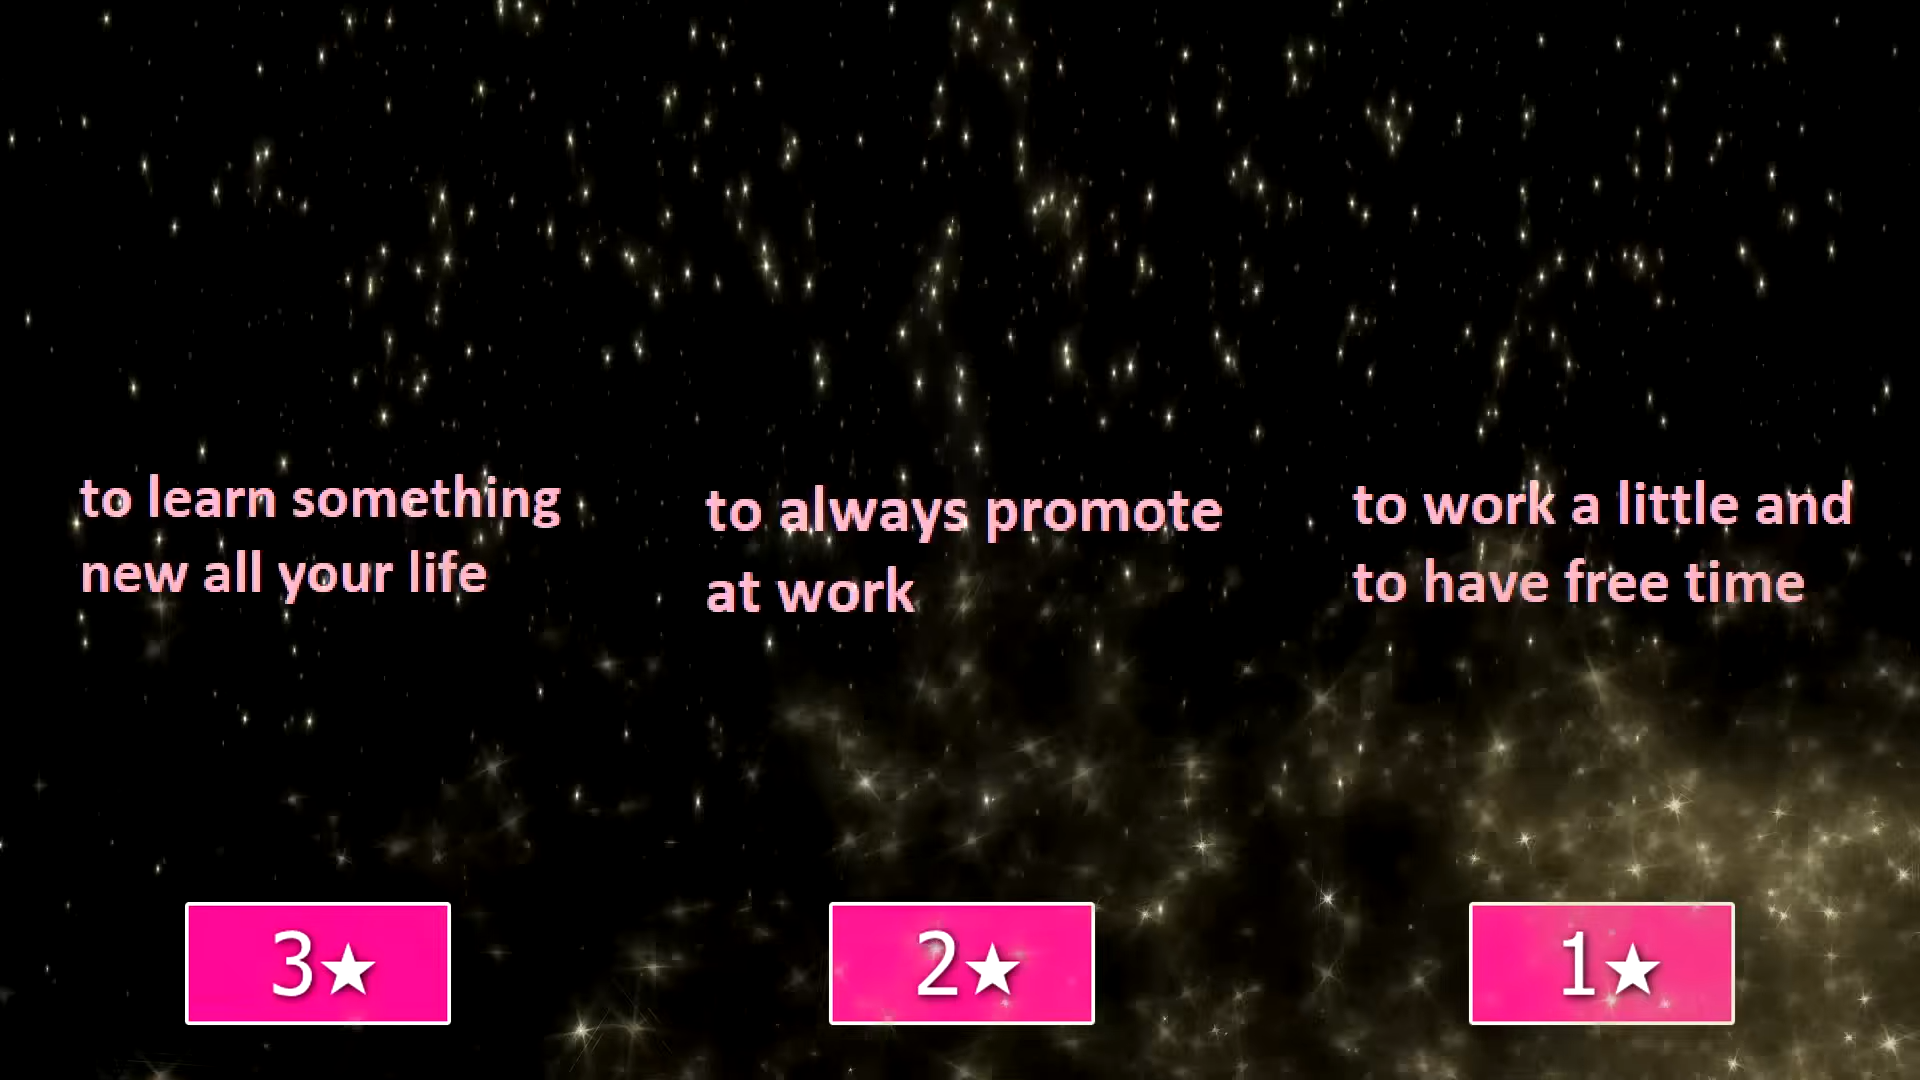 to learn something
new all your life
to always promote
at work
to work a little and
to have free time
3★
2★
1★